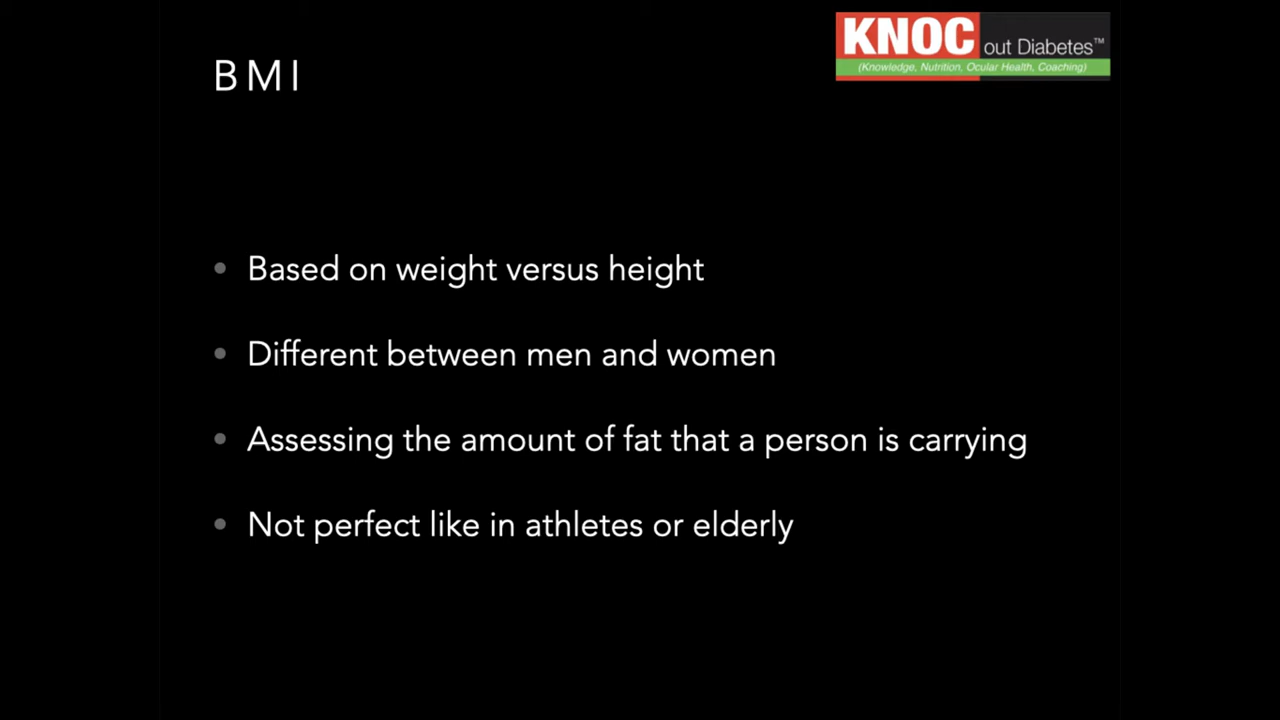 KNOC out Diabetes™
(Knowledge, Nutrition, Ocular Health, Coaching)
BMI
• Based on weight versus height
• Different between men and women
• Assessing the amount of fat that a person is carrying
• Not perfect like in athletes or elderly